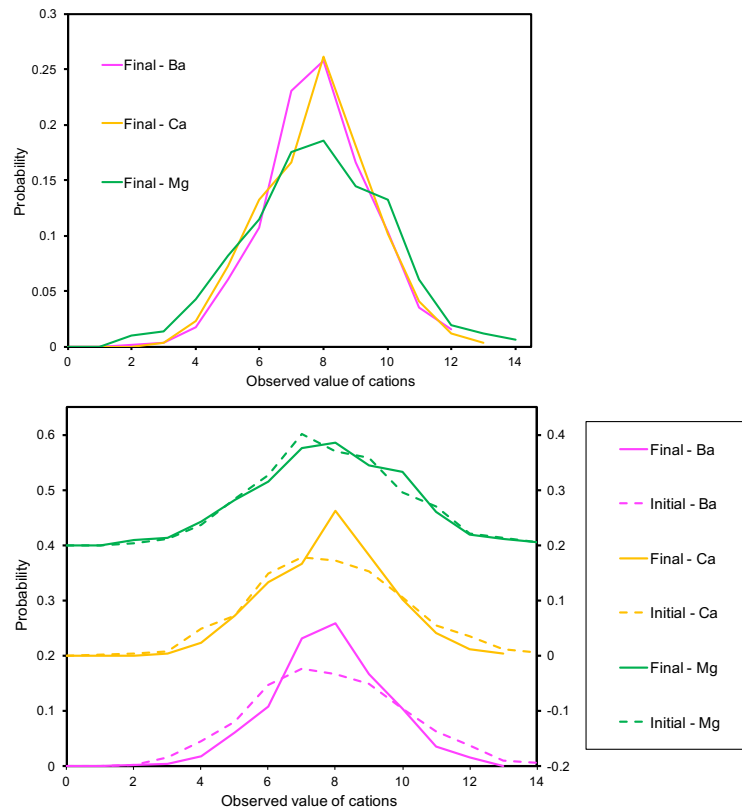 0.3
0.25
0.2
0.15
0.1
0.05
0
Probability
Final - Ba
Final - Ca
Final - Mg
0 2 4 6 8 10 12 14
Observed value of cations
0.6
0.5
0.4
0.3
0.2
0.1
0
Probability
0.4
0.3
0.2
0.1
0
-0.1
-0.2
0 2 4 6 8 10 12 14
Observed value of cations
Final - Ba
Initial - Ba
Final - Ca
Initial - Ca
Final - Mg
Initial - Mg